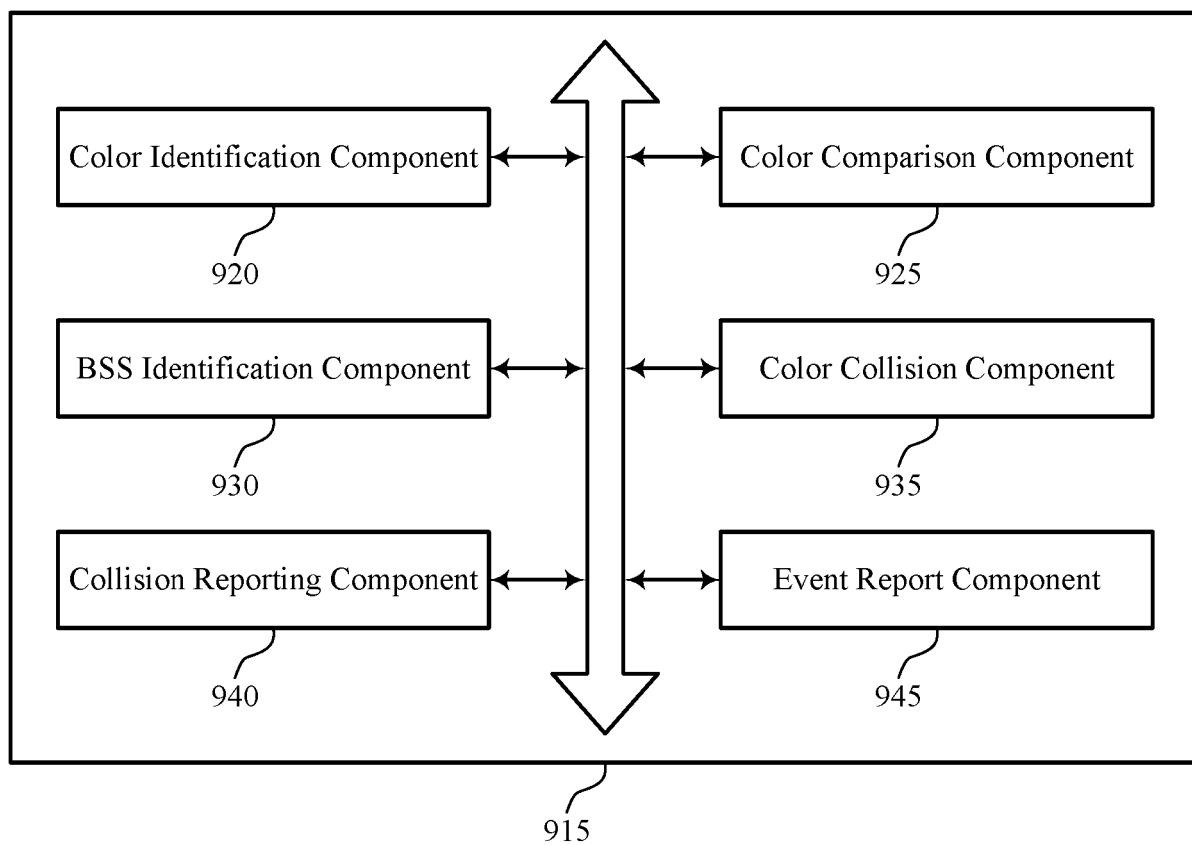 Color Identification Component
920
Color Comparison Component
925
BSS Identification Component
930
Color Collision Component
935
Collision Reporting Component
940
Event Report Component
945
915